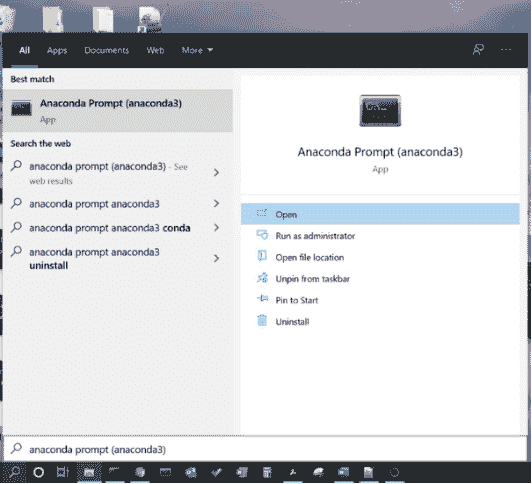 All Apps Documents Web More
Best match
Anaconda Prompt (anaconda3)
App
Search the web
anaconda prompt (anaconda3) - See
web results
anaconda prompt anaconda3
anaconda prompt anaconda3 conda
anaconda prompt anaconda3
uninstall
Anaconda Prompt (anaconda3)
App
Open
Run as administrator
Open file location
Unpin from taskbar
Pin to Start
Uninstall
anaconda prompt (anaconda3)